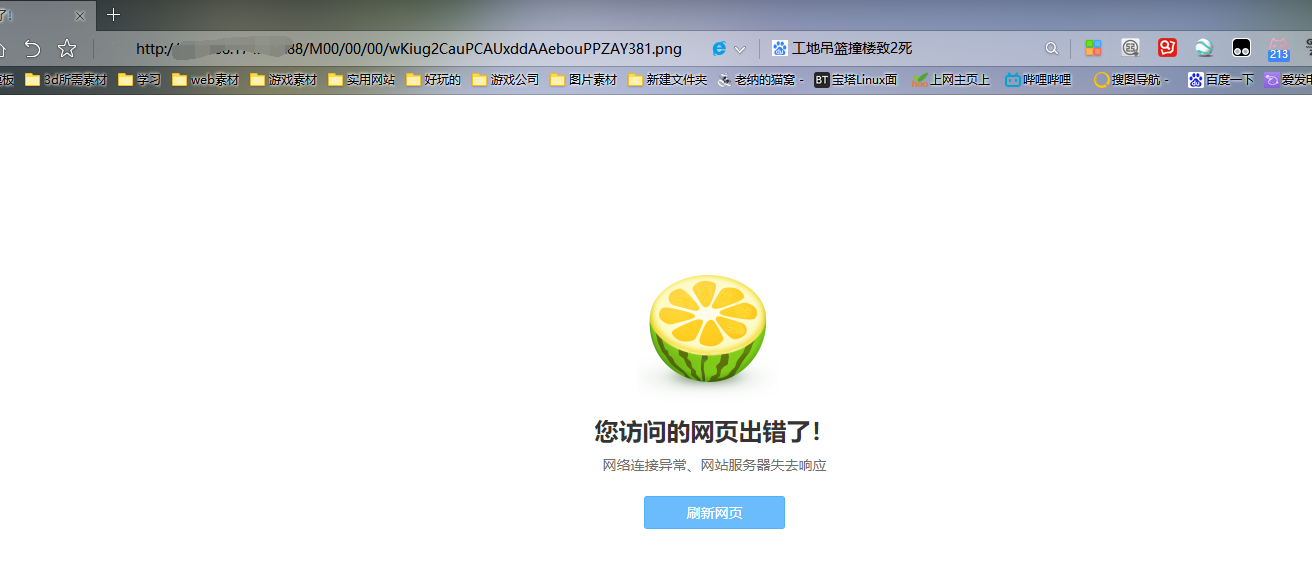 了!
http:/ 88/M00/00/00/wKiug2CauPCAUxddAAebouPPZAY381.png 工地吊篮撞楼致2死 213
模板 3d所需素材 学习 web素材 游戏素材 实用网站 好玩的 游戏公司 图片素材 新建文件夹 老纳的猫窝 - BT 宝塔Linux面 上网主页上 哔哩哔哩 搜图导航 - 百度一下 爱发电
您访问的网页出错了!
网络连接异常、网站服务器失去响应
刷新网页